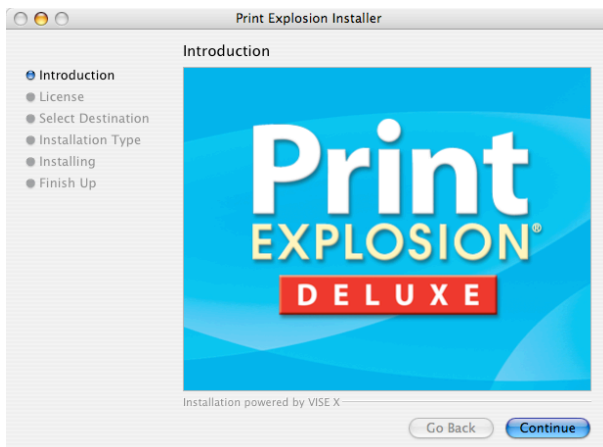 Print Explosion Installer
Introduction
Introduction
License
Select Destination
Installation Type
Installing
Finish Up
Print
EXPLOSION®
DELUXE
Installation powered by VISE X
Go Back
Continue